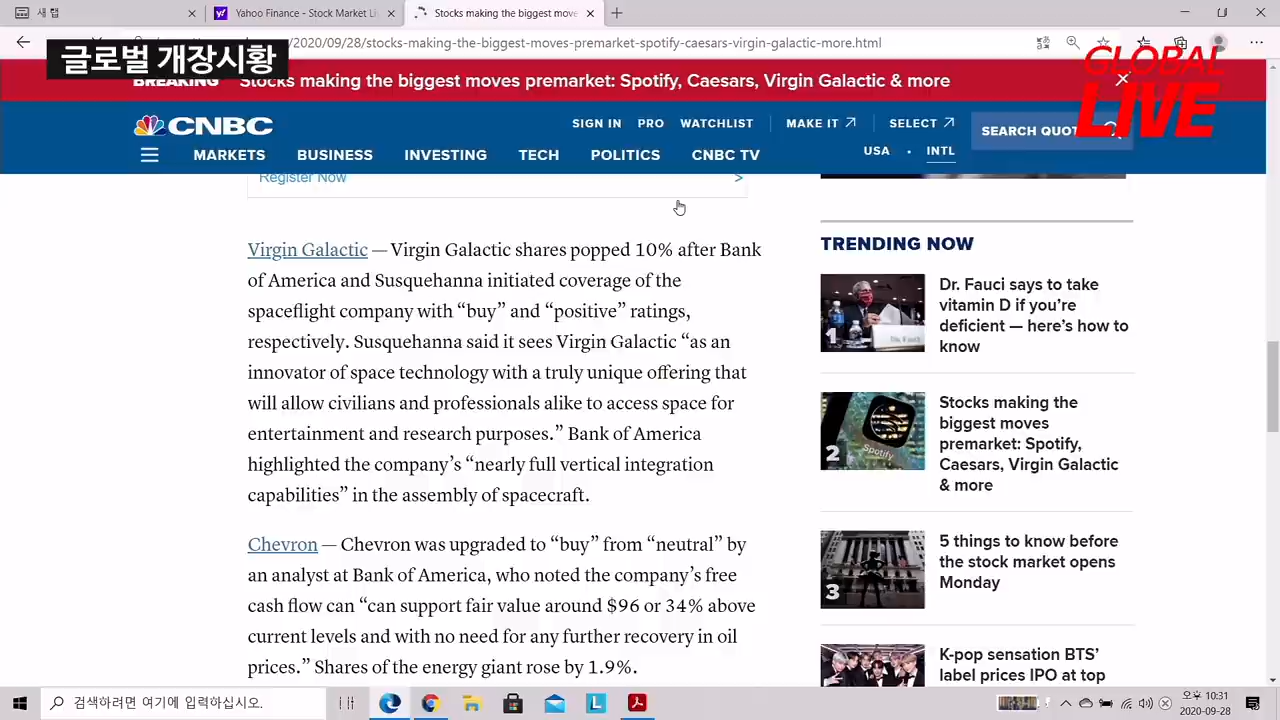 새 탭
Yahoo Finance - Stock Market Li
Stocks making the biggest move
/2020/09/28/stocks-making-the-biggest-moves-premarket-spotify-caesars-virgin-galactic-more.html
글로벌 개장시황
GLOBAL
LIVE
BREAKING
Stocks making the biggest moves premarket: Spotify, Caesars, Virgin Galactic & more
CNBC
SIGN IN PRO WATCHLIST MAKE IT SELECT
SEARCH QUOT
MARKETS BUSINESS INVESTING TECH POLITICS CNBC TV
USA • INTL
Register Now >
Virgin Galactic — Virgin Galactic shares popped 10% after Bank
of America and Susquehanna initiated coverage of the
spaceflight company with “buy” and “positive” ratings,
respectively. Susquehanna said it sees Virgin Galactic “as an
innovator of space technology with a truly unique offering that
will allow civilians and professionals alike to access space for
entertainment and research purposes.” Bank of America
highlighted the company’s “nearly full vertical integration
capabilities” in the assembly of spacecraft.
Chevron — Chevron was upgraded to “buy” from “neutral” by
an analyst at Bank of America, who noted the company’s free
cash flow can “can support fair value around $96 or 34% above
current levels and with no need for any further recovery in oil
prices.” Shares of the energy giant rose by 1.9%.
TRENDING NOW
1
Dr. Fauci says to take
vitamin D if you’re
deficient — here’s how to
know
2
Spotify
Stocks making the
biggest moves
premarket: Spotify,
Caesars, Virgin Galactic
& more
3
5 things to know before
the stock market opens
Monday
K-pop sensation BTS’
label prices IPO at top
검색하려면 여기에 입력하십시오.
오후 10:31
2020-09-28